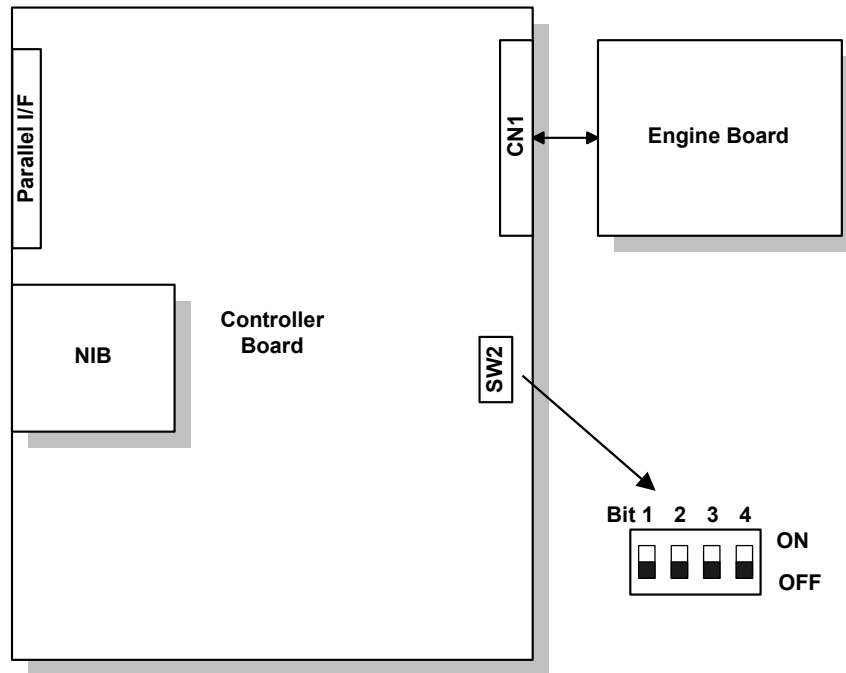 Parallel I/F
CN1
Engine Board
Controller
Board
NIB
SW2
Bit 1 2 3 4
ON
OFF